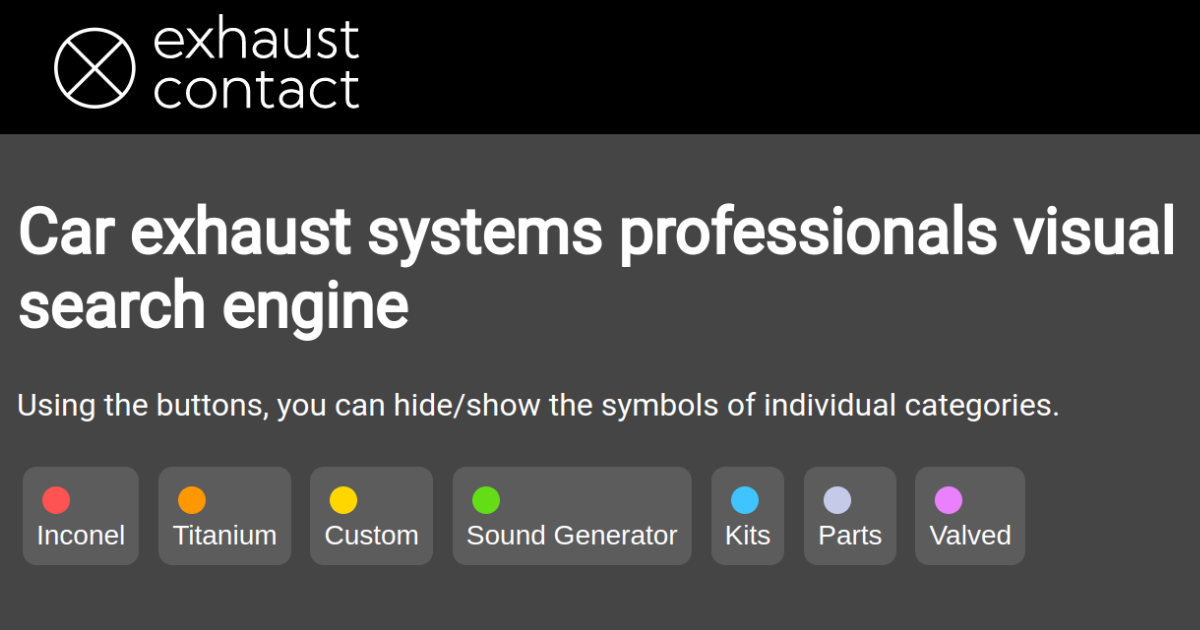 exhaust
contact
Car exhaust systems professionals visual
search engine
Using the buttons, you can hide/show the symbols of individual categories.
Inconel Titanium Custom Sound Generator Kits Parts Valved